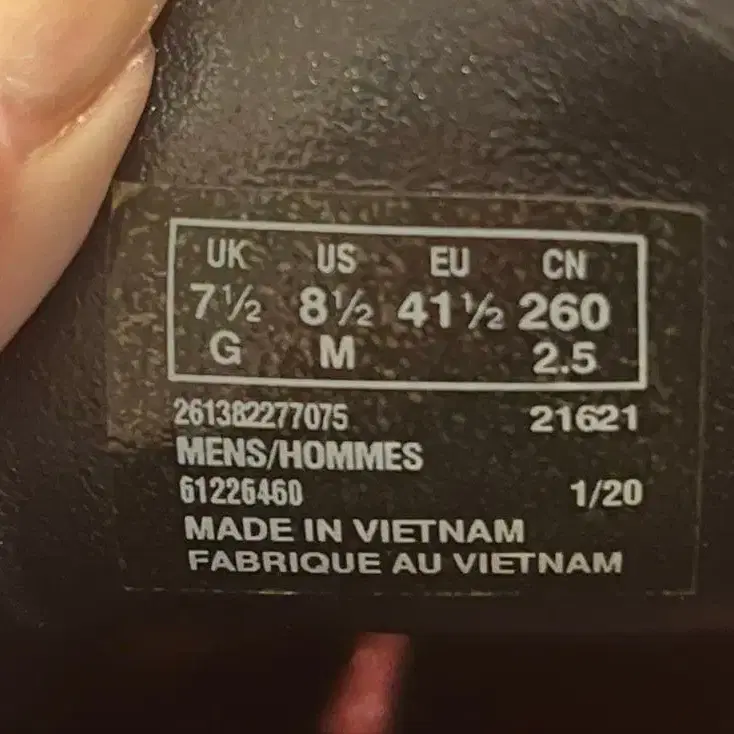 UK US EU CN
7½ 8½ 41½ 260
G M 2.5
261382277075 21621
MENS/HOMMES
61226460 1/20
MADE IN VIETNAM
FABRIQUE AU VIETNAM